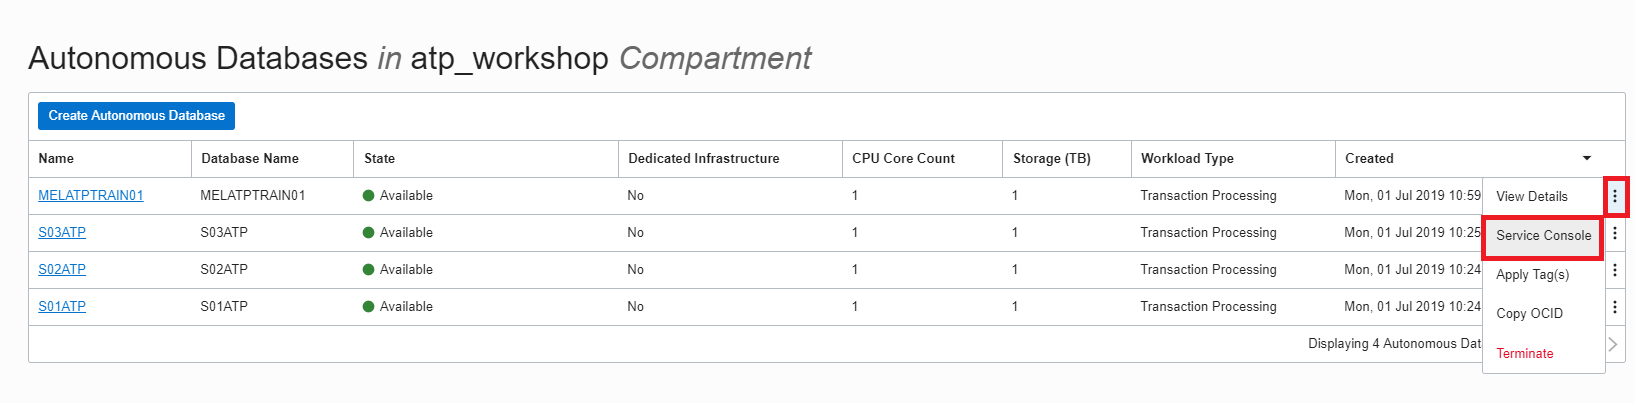 Autonomous Databases in atp_workshop Compartment
Create Autonomous Database
Name Database Name State Dedicated Infrastructure CPU Core Count Storage (TB) Workload Type Created
MELATPTRAIN01 MELATPTRAIN01 Available No 1 1 Transaction Processing Mon, 01 Jul 2019 10:59 View Details
S03ATP S03ATP Available No 1 1 Transaction Processing Mon, 01 Jul 2019 10:25 Service Console
S02ATP S02ATP Available No 1 1 Transaction Processing Mon, 01 Jul 2019 10:24 Apply Tag(s)
S01ATP S01ATP Available No 1 1 Transaction Processing Mon, 01 Jul 2019 10:24 Copy OCID
Displaying 4 Autonomous Dat Terminate